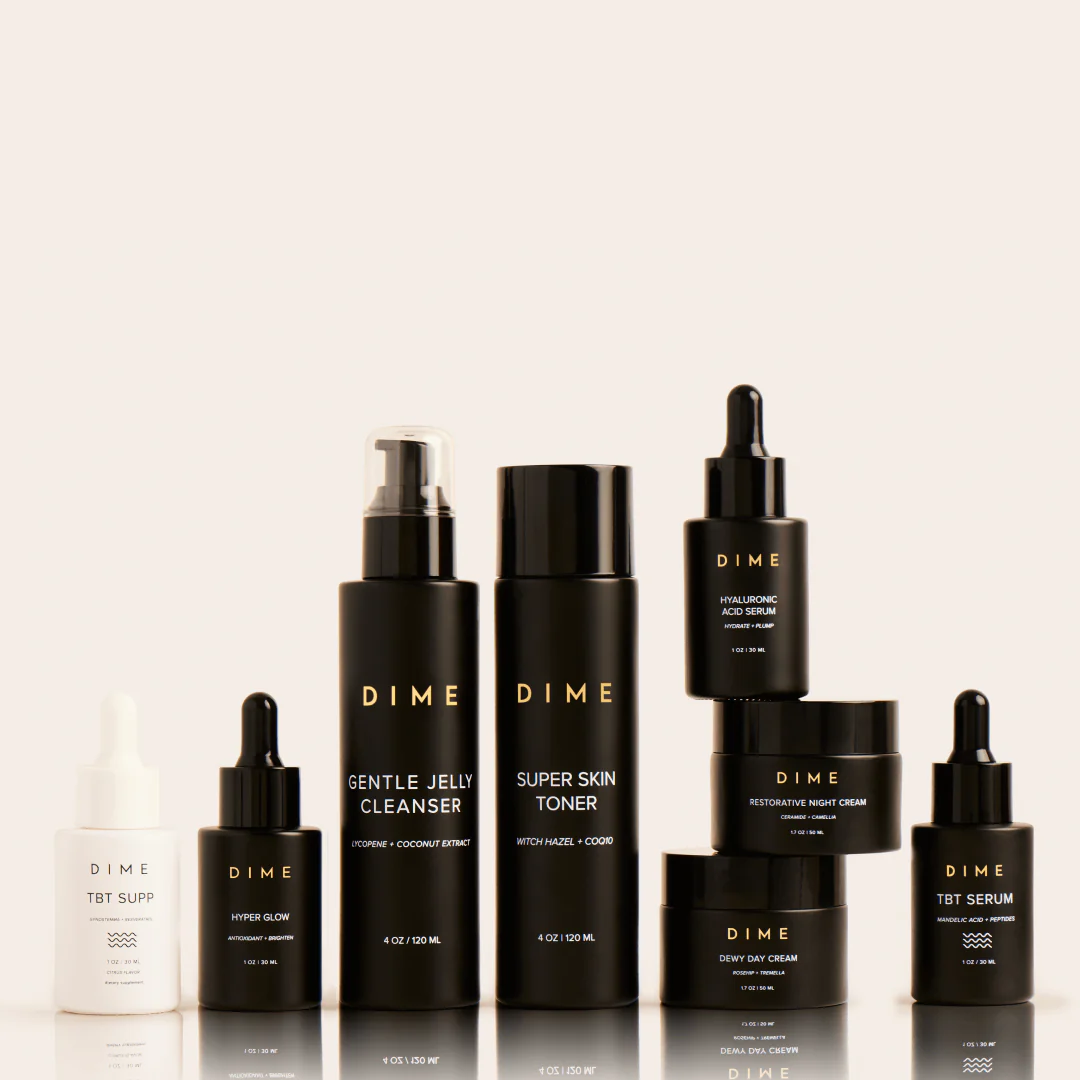 DIME
TBT SUPP
1 OZ / 30 ML
CITRUS FLAVOR
dietary supplement
DIME
HYPER GLOW
ANTIOXIDANT + BRIGHTEN
1 OZ | 30 ML
DIME
GENTLE JELLY
CLEANSER
LYCOPENE + COCONUT EXTRACT
4 OZ / 120 ML
DIME
SUPER SKIN
TONER
WITCH HAZEL + COQ10
4 OZ | 120 ML
DIME
HYALURONIC
ACID SERUM
HYDRATE + PLUMP
1 OZ | 30 ML
DIME
RESTORATIVE NIGHT CREAM
CERAMIDE + CAMELLIA
1.7 OZ | 50 ML
DIME
DEWY DAY CREAM
ROSEHIP + TREMELLA
1.7 OZ | 50 ML
DIME
TBT SERUM
MANDELIC ACID + PEPTIDES
1 OZ / 30 ML